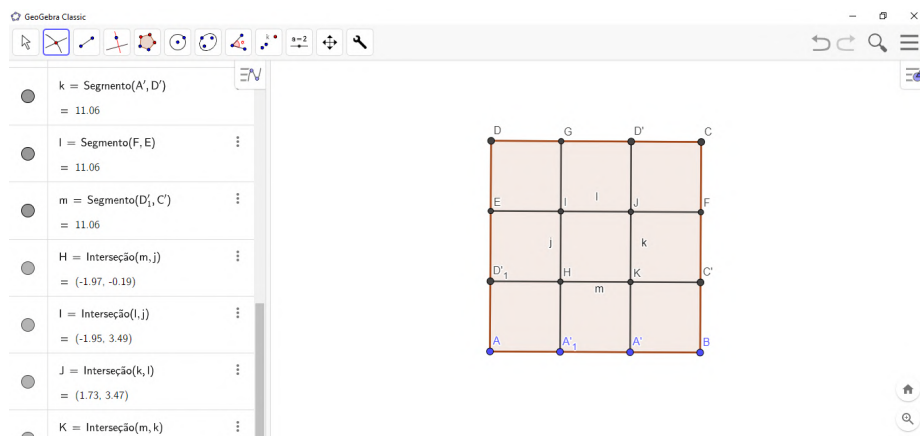 GeoGebra Classic
a=2
k = Segmento(A′, D′)
= 11.06
l = Segmento(F, E)
= 11.06
m = Segmento(D′₁, C′)
= 11.06
H = Interseção(m, j)
= (-1.97, -0.19)
I = Interseção(l, j)
= (-1.95, 3.49)
J = Interseção(k, l)
= (1.73, 3.47)
K = Interseção(m, k)
D G D' C
E I l J F
j k
D'₁ H K C'
m
A A'₁ A' B